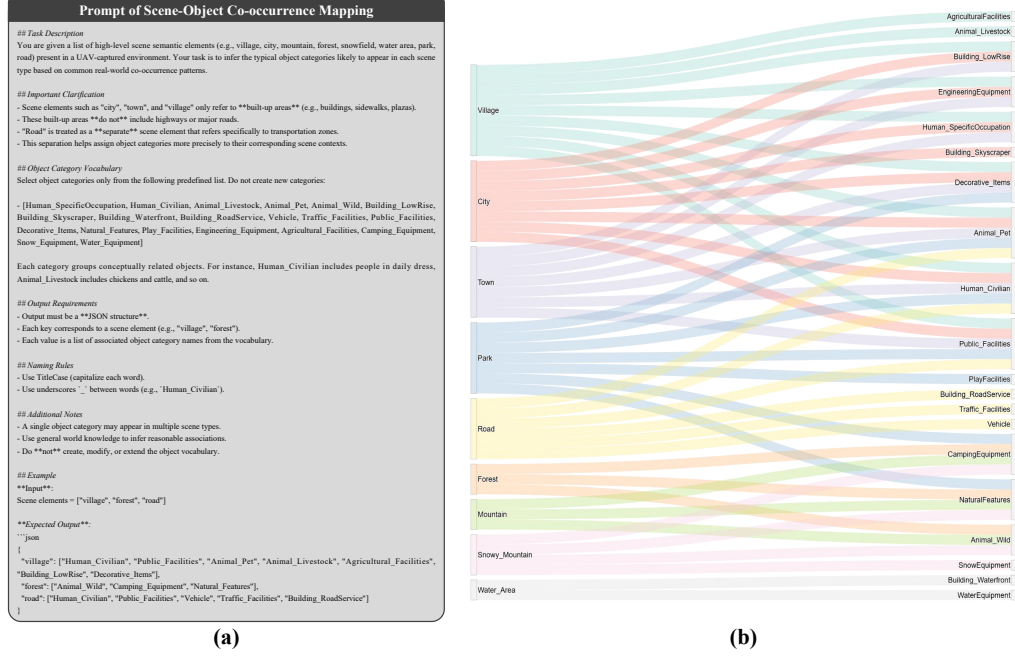 Prompt of Scene-Object Co-occurrence Mapping
## Task Description
You are given a list of high-level scene semantic elements (e.g., village, city, mountain, forest, snowfield, water area, park,
road) present in a UAV-captured environment. Your task is to infer the typical object categories likely to appear in each scene
type based on common real-world co-occurrence patterns.
## Important Clarification
- Scene elements such as "city", "town", and "village" only refer to **built-up areas** (e.g., buildings, sidewalks, plazas).
- These built-up areas **do not** include highways or major roads.
- "Road" is treated as a **separate** scene element that refers specifically to transportation zones.
- This separation helps assign object categories more precisely to their corresponding scene contexts.
## Object Category Vocabulary
Select object categories only from the following predefined list. Do not create new categories:
- [Human_SpecificOccupation, Human_Civilian, Animal_Livestock, Animal_Pet, Animal_Wild, Building_LowRise,
Building_Skyscraper, Building_Waterfront, Building_RoadService, Vehicle, Traffic_Facilities, Public_Facilities,
Decorative_Items, Natural_Features, Play_Facilities, Engineering_Equipment, Agricultural_Facilities, Camping_Equipment,
Snow_Equipment, Water_Equipment]
Each category groups conceptually related objects. For instance, Human_Civilian includes people in daily dress,
Animal_Livestock includes chickens and cattle, and so on.
## Output Requirements
- Output must be a **JSON structure**.
- Each key corresponds to a scene element (e.g., "village", "forest").
- Each value is a list of associated object category names from the vocabulary.
## Naming Rules
- Use TitleCase (capitalize each word).
- Use underscores `_` between words (e.g., `Human_Civilian`).
## Additional Notes
- A single object category may appear in multiple scene types.
- Use general world knowledge to infer reasonable associations.
- Do **not** create, modify, or extend the object vocabulary.
## Example
**Input**:
Scene elements = ["village", "forest", "road"]
**Expected Output**:
```json
{
"village": ["Human_Civilian", "Public_Facilities", "Animal_Pet", "Animal_Livestock", "Agricultural_Facilities",
"Building_LowRise", "Decorative_Items"],
"forest": ["Animal_Wild", "Camping_Equipment", "Natural_Features"],
"road": ["Human_Civilian", "Public_Facilities", "Vehicle", "Traffic_Facilities", "Building_RoadService"]
}
(a)
Village
City
Town
Park
Road
Forest
Mountain
Snowy_Mountain
Water_Area
AgriculturalFacilities
Animal_Livestock
Building_LowRise
EngineeringEquipment
Human_SpecificOccupation
Building_Skyscraper
Decorative_Items
Animal_Pet
Human_Civilian
Public_Facilities
PlayFacilities
Building_RoadService
Traffic_Facilities
Vehicle
CampingEquipment
NaturalFeatures
Animal_Wild
SnowEquipment
Building_Waterfront
WaterEquipment
(b)